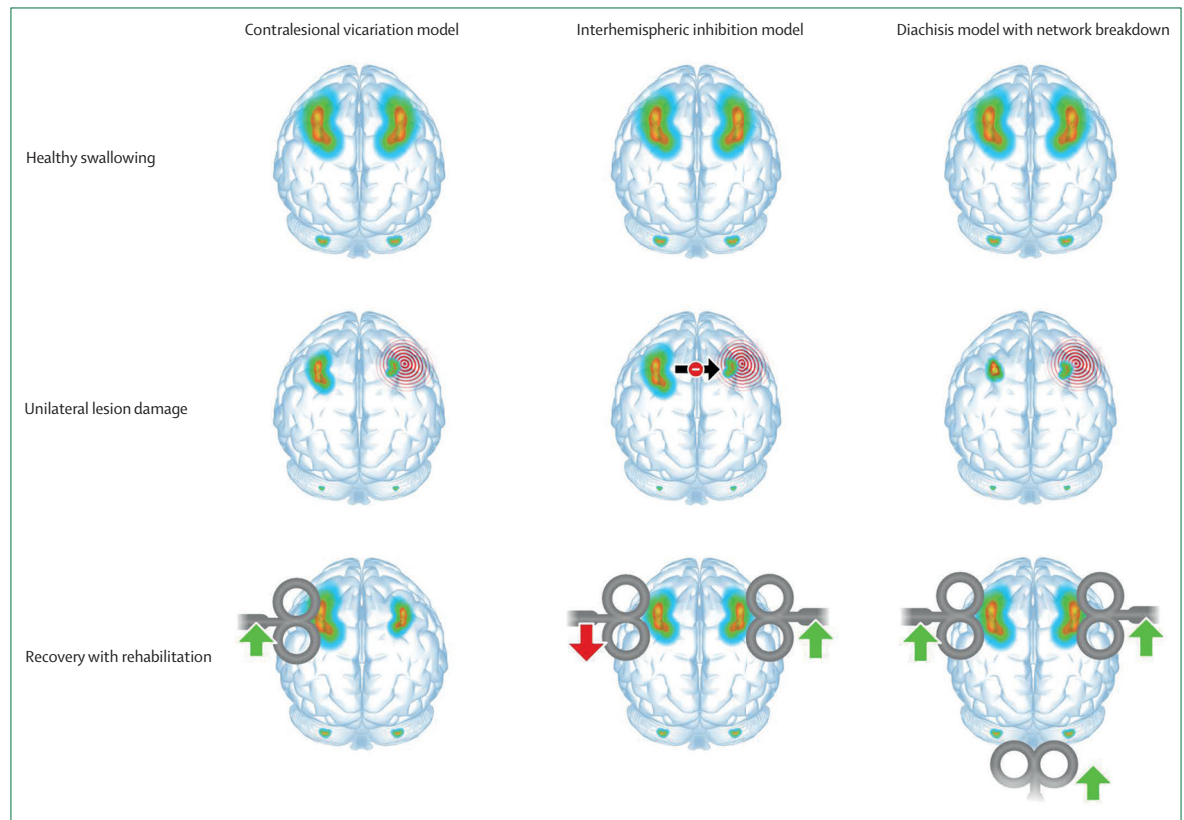 Contralesional vicariation model
Interhemispheric inhibition model
Diachisis model with network breakdown
Healthy swallowing
Unilateral lesion damage
Recovery with rehabilitation